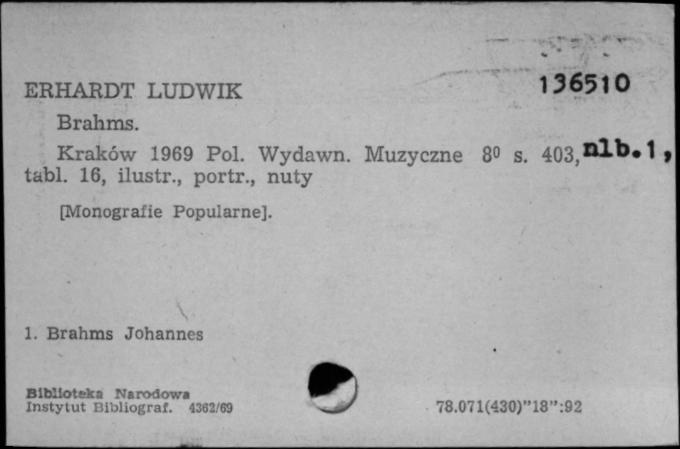 ERHARDT LUDWIK 136510
Brahms.
Kraków 1969 Pol. Wydawn. Muzyczne 8⁰ s. 403, nlb. 1,
tabl. 16, ilustr., portr., nuty
[Monografie Popularne].
1. Brahms Johannes
Biblioteka Narodowa
Instytut Bibliograf. 4362/69 78.071(430)”18”:92